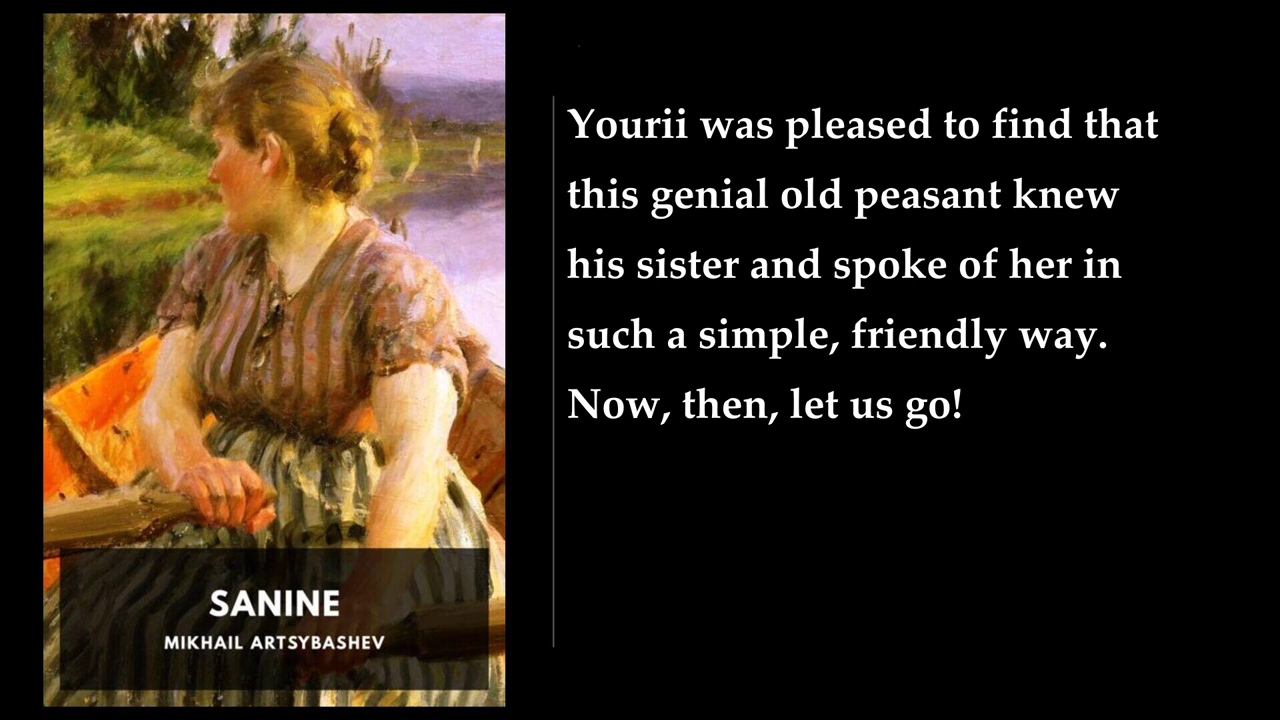 SANINE
MIKHAIL ARTSYBASHEV
Yourii was pleased to find that
this genial old peasant knew
his sister and spoke of her in
such a simple, friendly way.
Now, then, let us go!